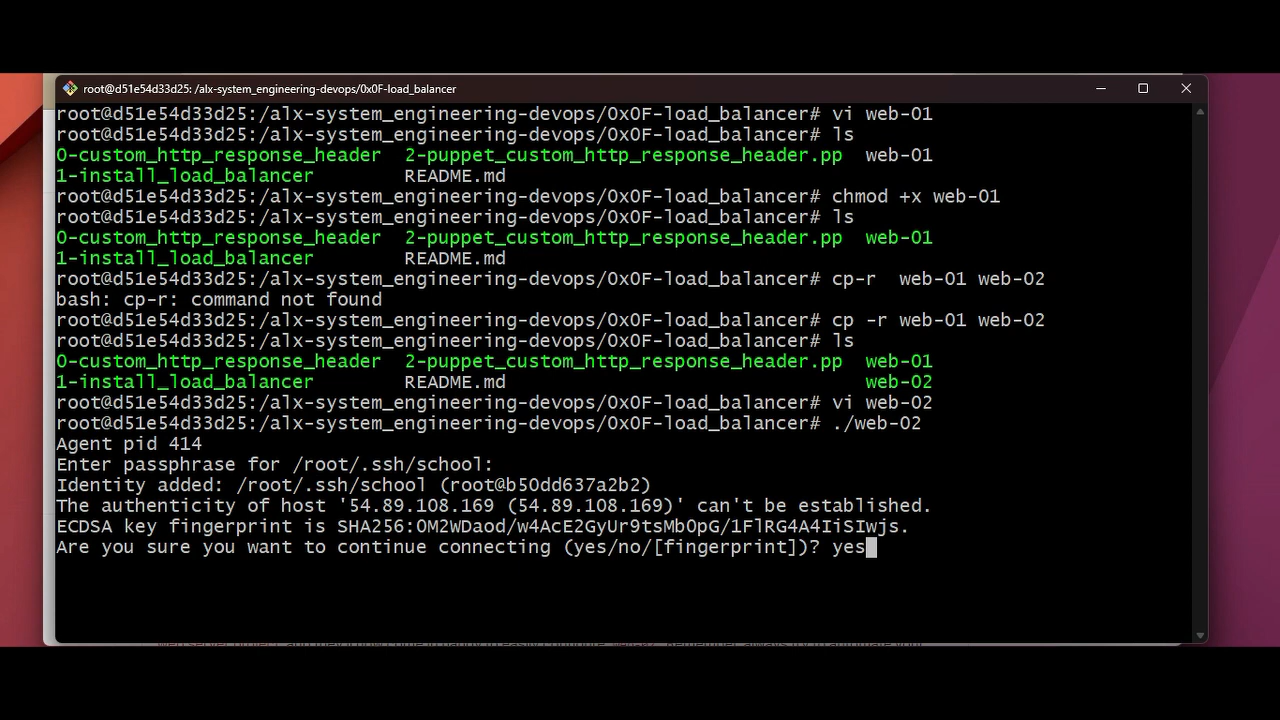 root@d51e54d33d25: /alx-system_engineering-devops/0x0F-load_balancer
root@d51e54d33d25:/alx-system_engineering-devops/0x0F-load_balancer# vi web-01
root@d51e54d33d25:/alx-system_engineering-devops/0x0F-load_balancer# ls
0-custom_http_response_header  2-puppet_custom_http_response_header.pp  web-01
1-install_load_balancer        README.md
root@d51e54d33d25:/alx-system_engineering-devops/0x0F-load_balancer# chmod +x web-01
root@d51e54d33d25:/alx-system_engineering-devops/0x0F-load_balancer# ls
0-custom_http_response_header  2-puppet_custom_http_response_header.pp  web-01
1-install_load_balancer        README.md
root@d51e54d33d25:/alx-system_engineering-devops/0x0F-load_balancer# cp-r  web-01 web-02
bash: cp-r: command not found
root@d51e54d33d25:/alx-system_engineering-devops/0x0F-load_balancer# cp -r web-01 web-02
root@d51e54d33d25:/alx-system_engineering-devops/0x0F-load_balancer# ls
0-custom_http_response_header  2-puppet_custom_http_response_header.pp  web-01
1-install_load_balancer        README.md                                web-02
root@d51e54d33d25:/alx-system_engineering-devops/0x0F-load_balancer# vi web-02
root@d51e54d33d25:/alx-system_engineering-devops/0x0F-load_balancer# ./web-02
Agent pid 414
Enter passphrase for /root/.ssh/school:
Identity added: /root/.ssh/school (root@b50dd637a2b2)
The authenticity of host '54.89.108.169 (54.89.108.169)' can't be established.
ECDSA key fingerprint is SHA256:OM2WDaod/w4AcE2GyUr9tsMbOpG/1FlRG4A4IiSIwjs.
Are you sure you want to continue connecting (yes/no/[fingerprint])? yes